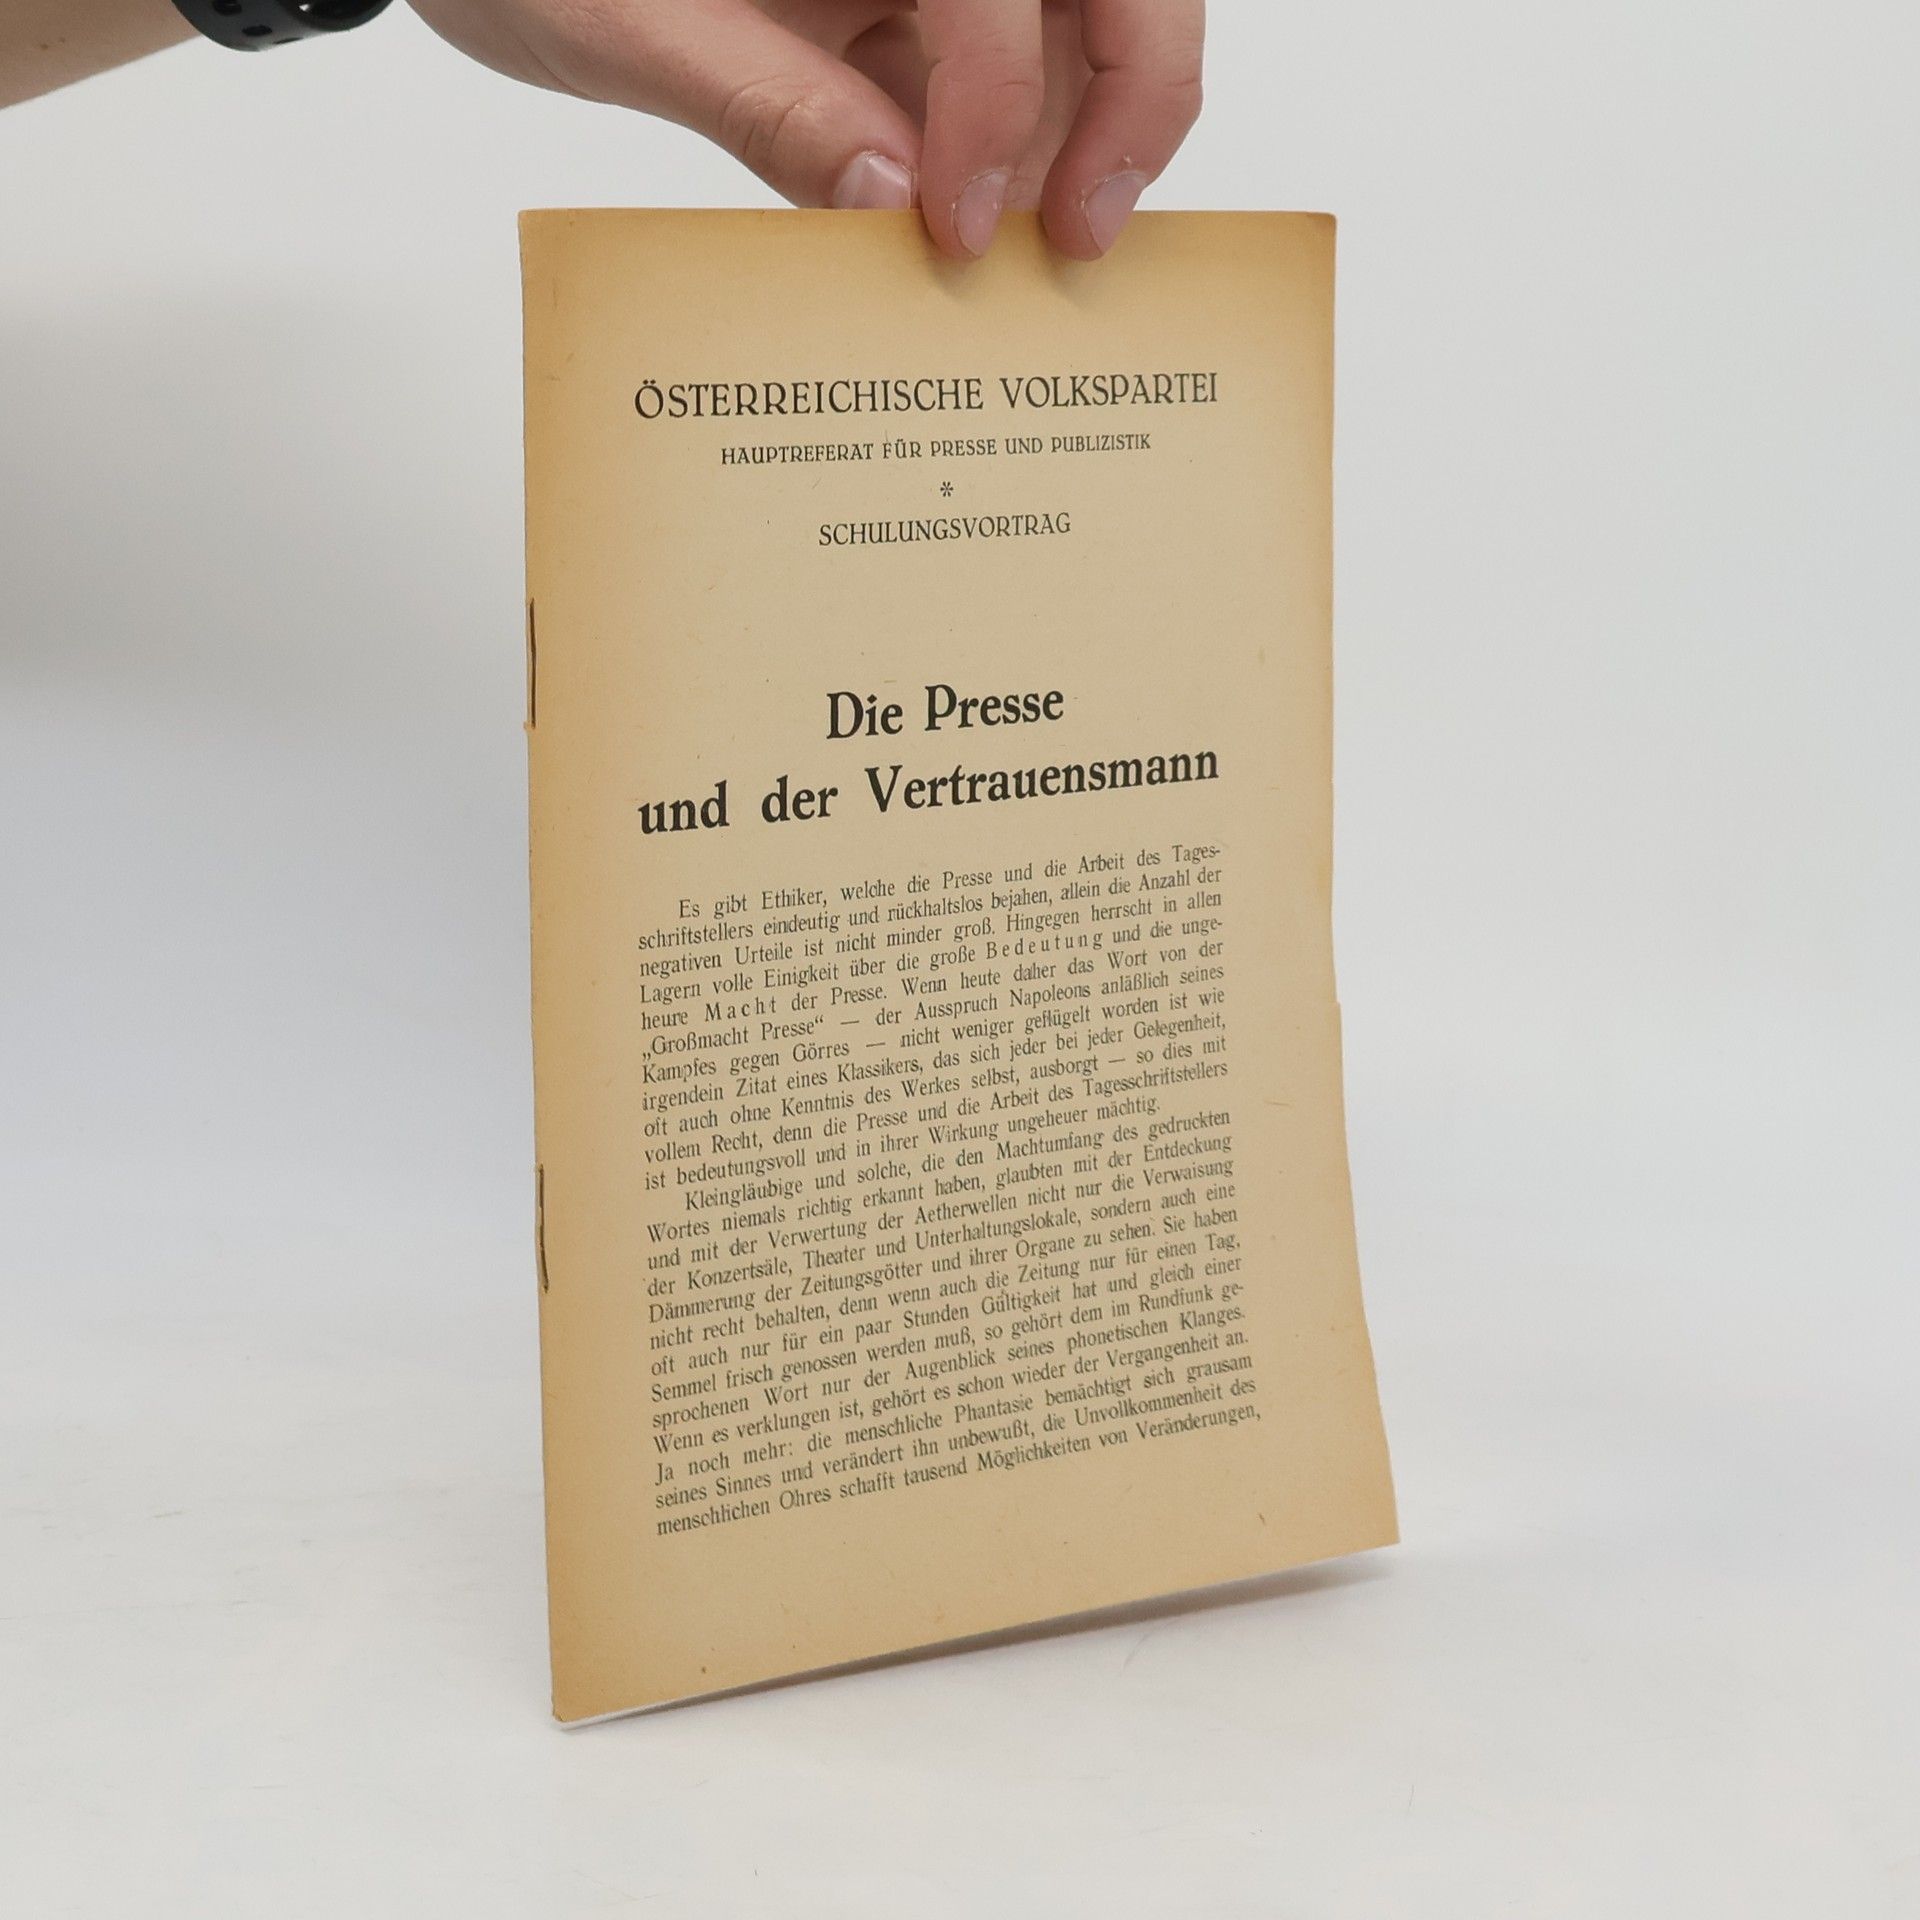 ÖSTERREICHISCHE VOLKSPARTEI
HAUPTREFERAT FÜR PRESSE UND PUBLIZISTIK
*
SCHULUNGSVORTRAG
Die Presse
und der Vertrauensmann
Es gibt Ethiker, welche die Presse und die Arbeit des Tages-
schriftstellers eindeutig und rückhaltslos bejahen, allein die Anzahl der
negativen Urteile ist nicht minder groß. Hingegen herrscht in allen
Lagern volle Einigkeit über die große Bedeutung und die unge-
heure Macht der Presse. Wenn heute daher das Wort von der
„Großmacht Presse“ — der Ausspruch Napoleons anläßlich seines
Kampfes gegen Görres — nicht weniger geflügelt worden ist wie
irgendein Zitat eines Klassikers, das sich jeder bei jeder Gelegenheit,
oft auch ohne Kenntnis des Werkes selbst, ausborgt — so dies mit
vollem Recht, denn die Presse und die Arbeit des Tagesschriftstellers
ist bedeutungsvoll und in ihrer Wirkung ungeheuer mächtig.
Kleingläubige und solche, die den Machtumfang des gedruckten
Wortes niemals richtig erkannt haben, glaubten mit der Entdeckung
und mit der Verwertung der Aetherwellen nicht nur die Verwaisung
der Konzertsäle, Theater und Unterhaltungslokale, sondern auch eine
Dämmerung der Zeitungsgötter und ihrer Organe zu sehen. Sie haben
nicht recht behalten, denn wenn auch die Zeitung nur für einen Tag,
oft auch nur für ein paar Stunden Gültigkeit hat und gleich einer
Semmel frisch genossen werden muß, so gehört dem im Rundfunk ge-
sprochenen Wort nur der Augenblick seines phonetischen Klanges.
Wenn es verklungen ist, gehört es schon wieder der Vergangenheit an.
Ja noch mehr: die menschliche Phantasie bemächtigt sich grausam
seines Sinnes und verändert ihn unbewußt, die Unvollkommenheit des
menschlichen Ohres schafft tausend Möglichkeiten von Veränderungen,